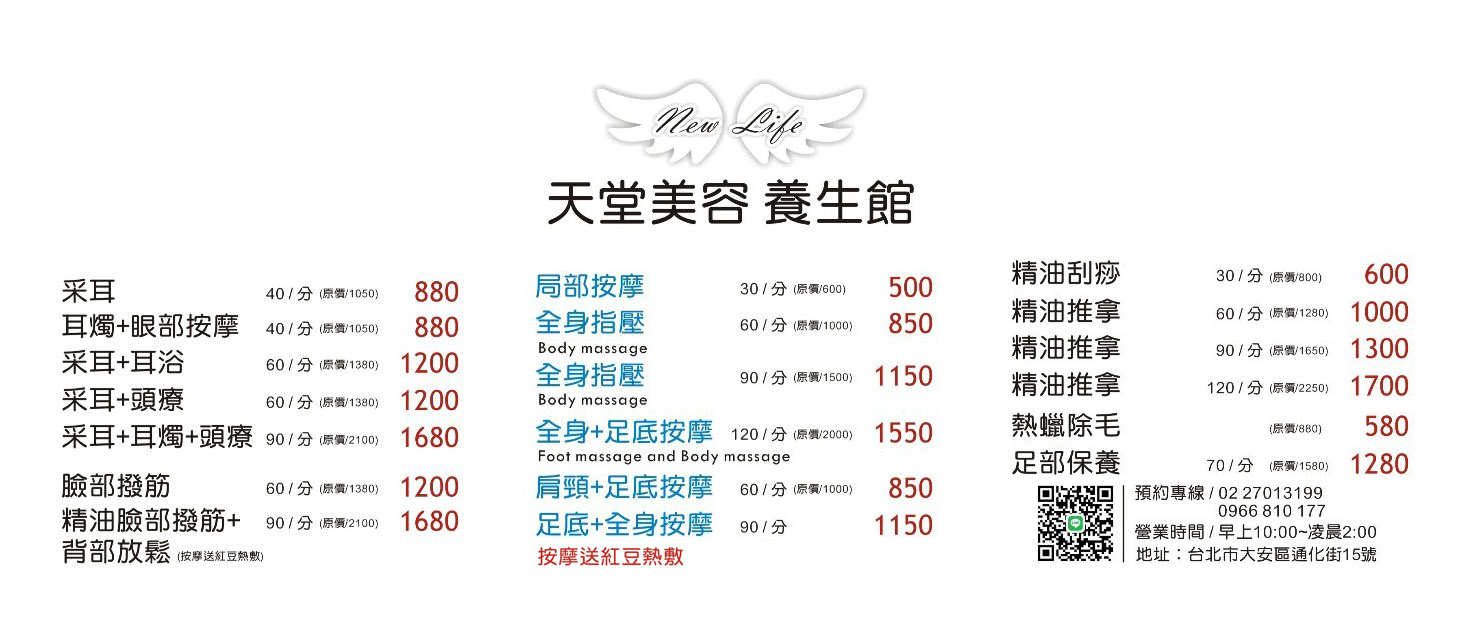 New Life
天堂美容 養生館
采耳 40 / 分 (原價/1050) 880
耳燭+眼部按摩 40 / 分 (原價/1050) 880
采耳+耳浴 60 / 分 (原價/1380) 1200
采耳+頭療 60 / 分 (原價/1380) 1200
采耳+耳燭+頭療 90 / 分 (原價/2100) 1680
臉部撥筋 60 / 分 (原價/1380) 1200
精油臉部撥筋+ 90 / 分 (原價/2100) 1680
背部放鬆 (按摩送紅豆熱敷)
局部按摩 30 / 分 (原價/600) 500
全身指壓 60 / 分 (原價/1000) 850
Body massage
全身指壓 90 / 分 (原價/1500) 1150
Body massage
全身+足底按摩 120 / 分 (原價/2000) 1550
Foot massage and Body massage
肩頸+足底按摩 60 / 分 (原價/1000) 850
足底+全身按摩 90 / 分 1150
按摩送紅豆熱敷
精油刮痧 30 / 分 (原價/800) 600
精油推拿 60 / 分 (原價/1280) 1000
精油推拿 90 / 分 (原價/1650) 1300
精油推拿 120 / 分 (原價/2250) 1700
熱蠟除毛 (原價/880) 580
足部保養 70 / 分 (原價/1580) 1280
預約專線 / 02 27013199
0966 810 177
營業時間 / 早上10:00~凌晨2:00
地址：台北市大安區通化街15號